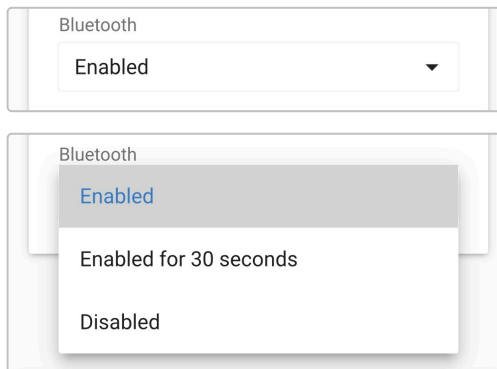 Bluetooth
Enabled
Bluetooth
Enabled
Enabled for 30 seconds
Disabled